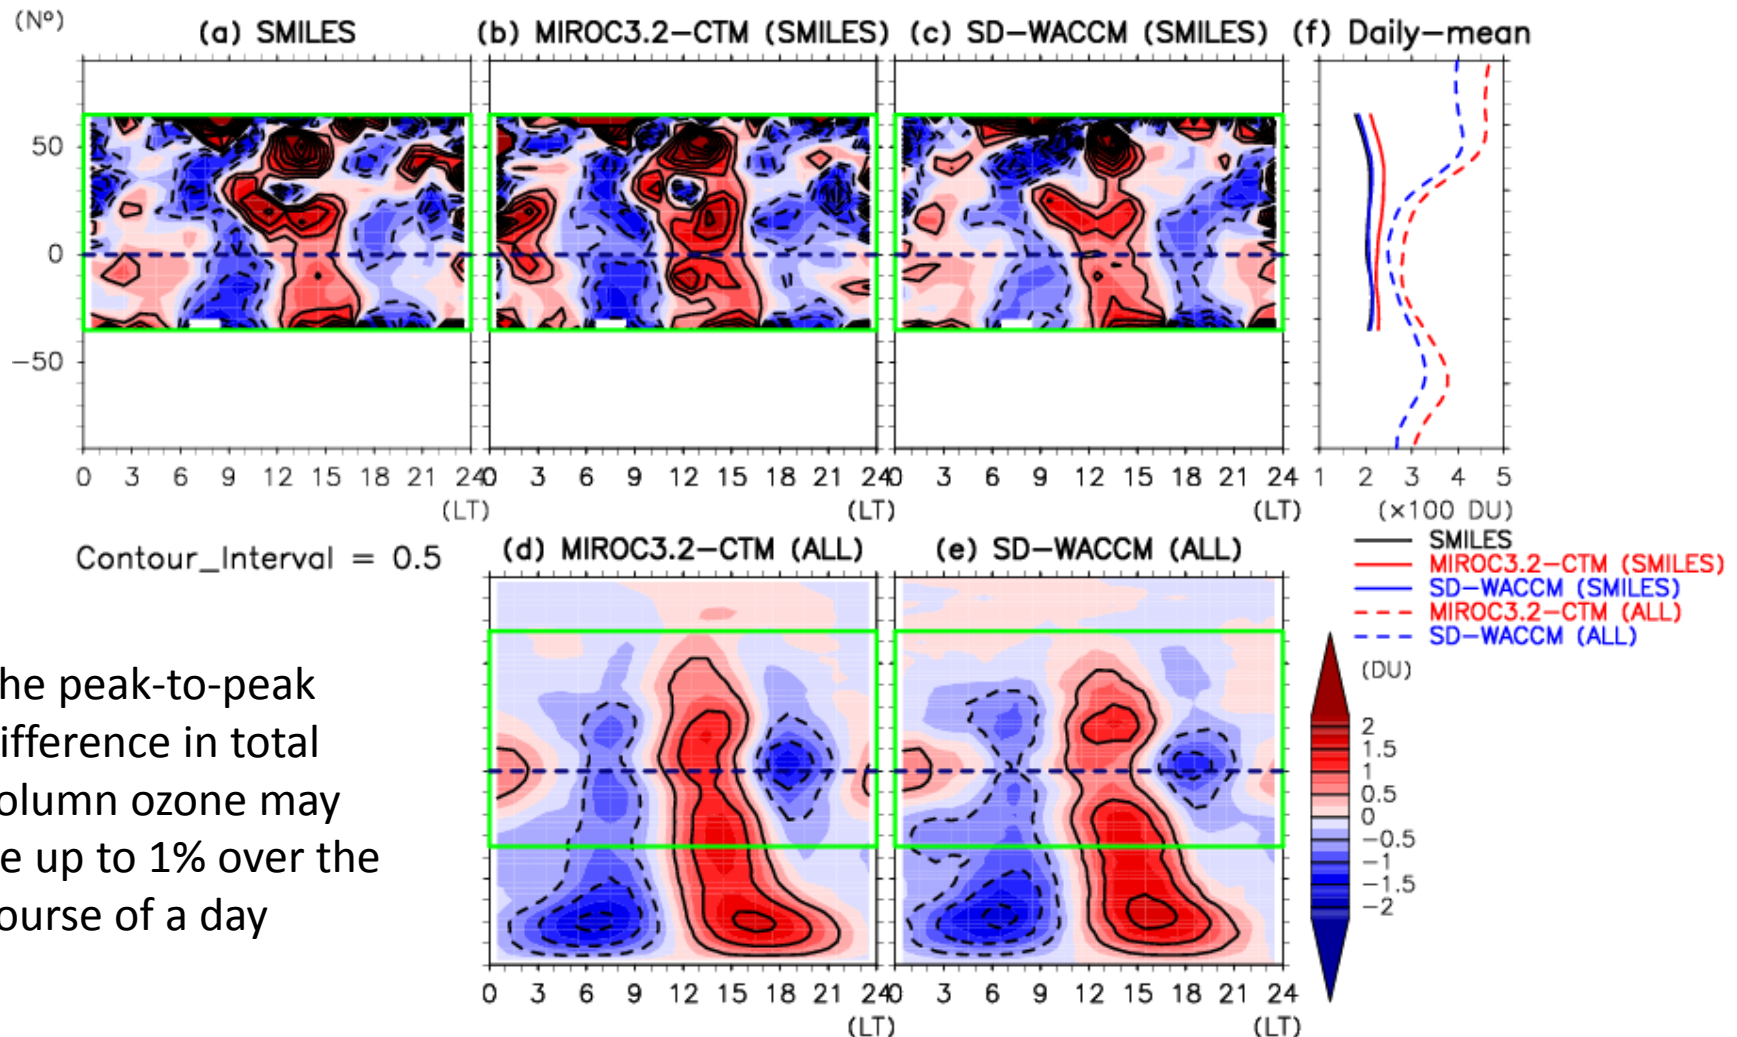 (N°)
(a) SMILES
(b) MIROC3.2−CTM (SMILES)
(c) SD−WACCM (SMILES)
(f) Daily−mean
50
0
−50
0 3 6 9 12 15 18 21 24
(LT)
0 3 6 9 12 15 18 21 24
(LT)
0 3 6 9 12 15 18 21 24
(LT)
1 2 3 4 5
(×100 DU)
SMILES
MIROC3.2−CTM (SMILES)
SD−WACCM (SMILES)
MIROC3.2−CTM (ALL)
SD−WACCM (ALL)
Contour_Interval = 0.5
(d) MIROC3.2−CTM (ALL)
(e) SD−WACCM (ALL)
he peak-to-peak
ifference in total
olumn ozone may
e up to 1% over the
ourse of a day
0 3 6 9 12 15 18 21 24
(LT)
0 3 6 9 12 15 18 21 24
(LT)
(DU)
2
1.5
1
0.5
0
−0.5
−1
−1.5
−2